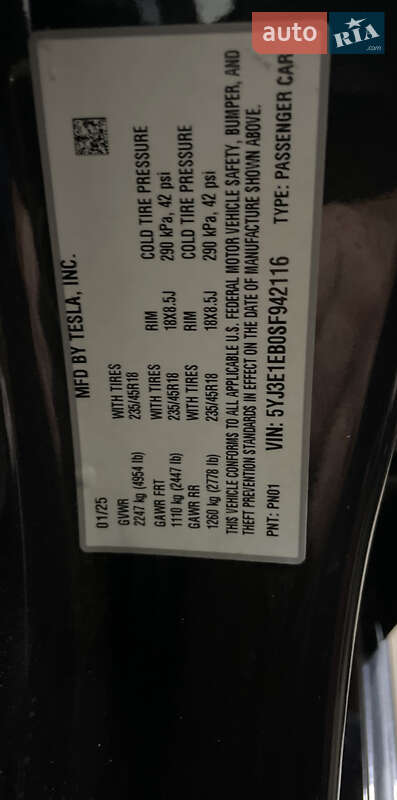 auto RIA .com
MFD BY TESLA, INC.
01/25
GVWR WITH TIRES RIM COLD TIRE PRESSURE
2247 kg (4954 lb) 235/45R18 18X8.5J 290 kPa, 42 psi
GAWR FRT WITH TIRES RIM COLD TIRE PRESSURE
1110 kg (2447 lb) 235/45R18 18X8.5J 290 kPa, 42 psi
GAWR RR
1260 kg (2778 lb) 235/45R18
THIS VEHICLE CONFORMS TO ALL APPLICABLE U.S. FEDERAL MOTOR VEHICLE SAFETY, BUMPER, AND
THEFT PREVENTION STANDARDS IN EFFECT ON THE DATE OF MANUFACTURE SHOWN ABOVE.
PNT: PN01 VIN: 5YJ3E1EB0SF942116 TYPE: PASSENGER CAR